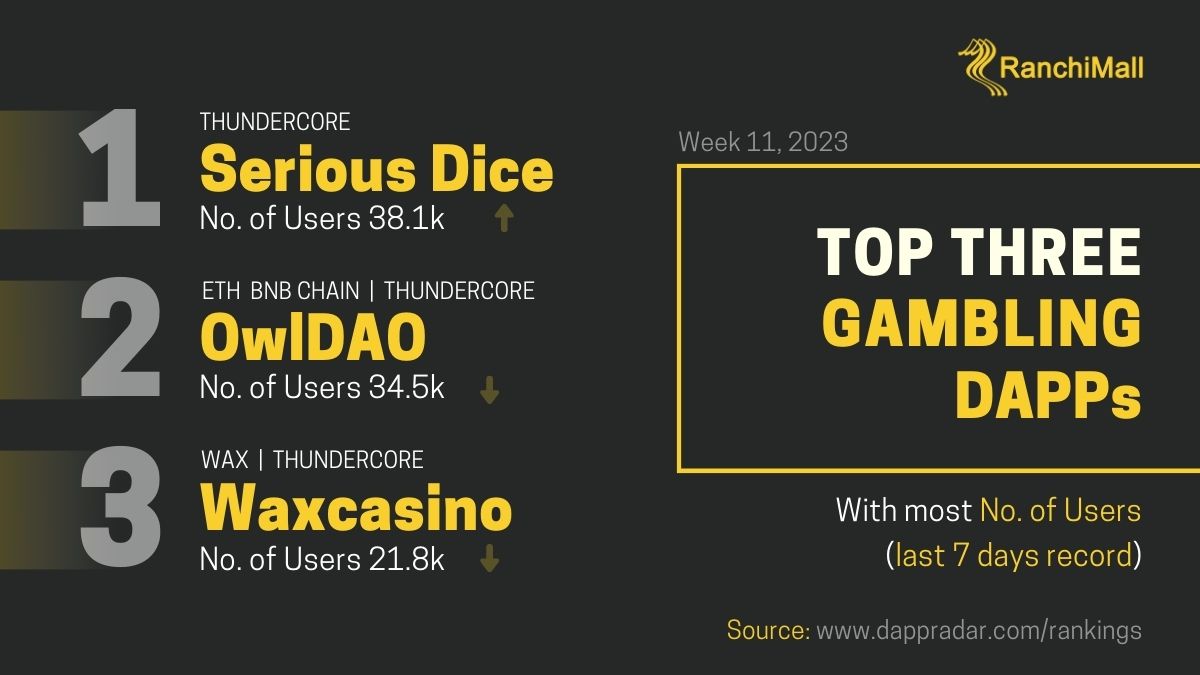 RanchiMall
1
THUNDERCORE
Serious Dice
No. of Users 38.1k
2
ETH BNB CHAIN | THUNDERCORE
OwlDAO
No. of Users 34.5k
3
WAX | THUNDERCORE
Waxcasino
No. of Users 21.8k
Week 11, 2023
TOP THREE
GAMBLING
DAPPs
With most No. of Users
(last 7 days record)
Source: www.dappradar.com/rankings